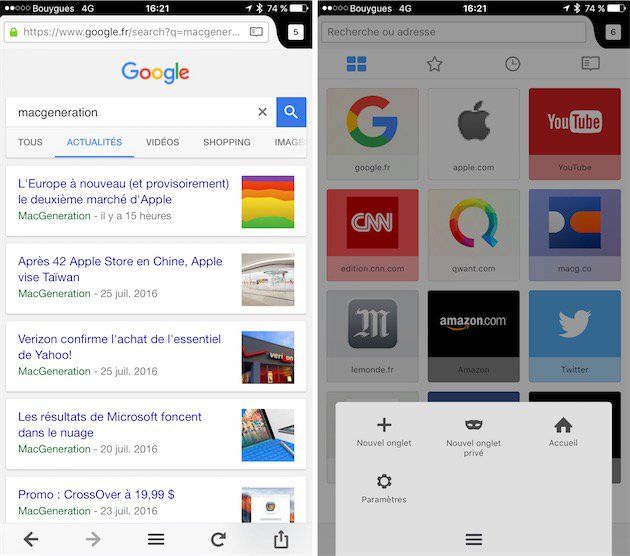 Bouygues 4G 16:21 74 %
https://www.google.fr/search?q=macgener...
5
Google
macgeneration
TOUS ACTUALITÉS VIDÉOS SHOPPING IMAGE
L'Europe à nouveau (et provisoirement)
le deuxième marché d'Apple
MacGeneration - il y a 15 heures
Après 42 Apple Store en Chine, Apple
vise Taïwan
MacGeneration - 25 juil. 2016
Verizon confirme l'achat de l'essentiel
de Yahoo!
MacGeneration - 25 juil. 2016
verizon
Les résultats de Microsoft foncent
dans le nuage
MacGeneration - 20 juil. 2016
Promo : CrossOver à 19,99 $
MacGeneration - 20 juil. 2016
Bouygues 4G 16:21 74 %
Recherche ou adresse
6
G
google.fr
apple.com
YouTube
YouTube
CNN
edition.cnn.com
qwant.com
macg.co
M
lemonde.fr
amazon.com
Amazon
Twitter
Nouvel onglet
Nouvel onglet
privé
Accueil
Paramètres